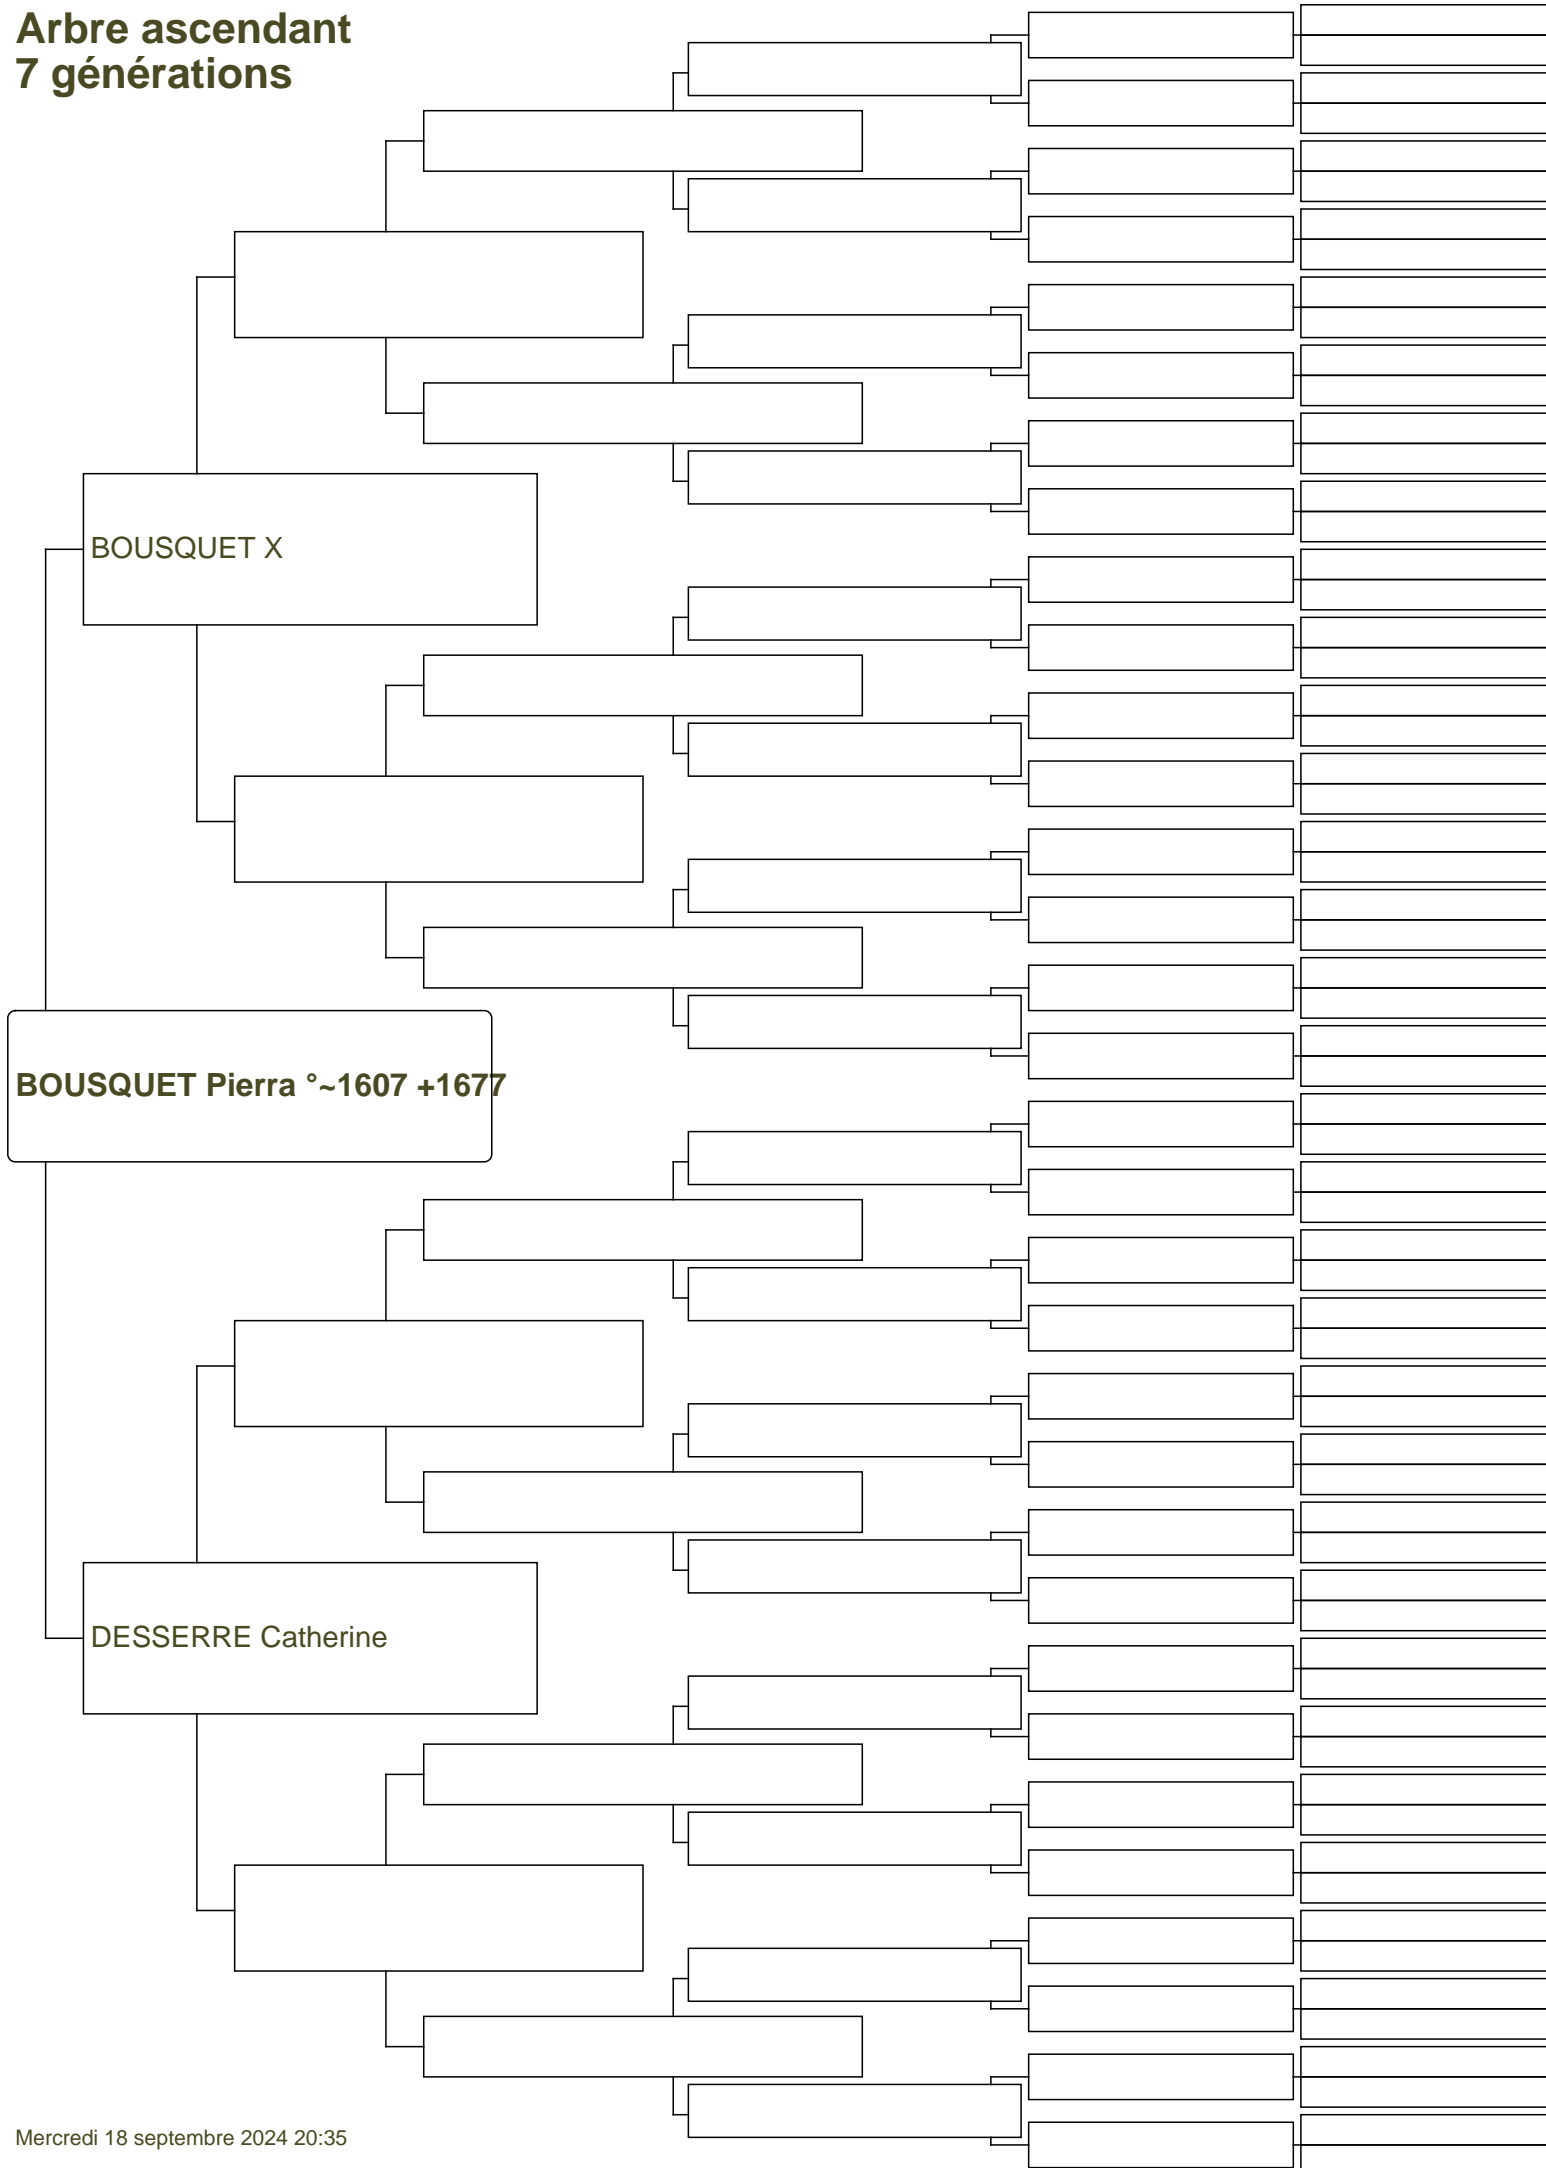 Arbre ascendant
7 générations
BOUSQUET X
BOUSQUET Pierra °~1607 +1677
DESSERRE Catherine
Mercredi 18 septembre 2024 20:35